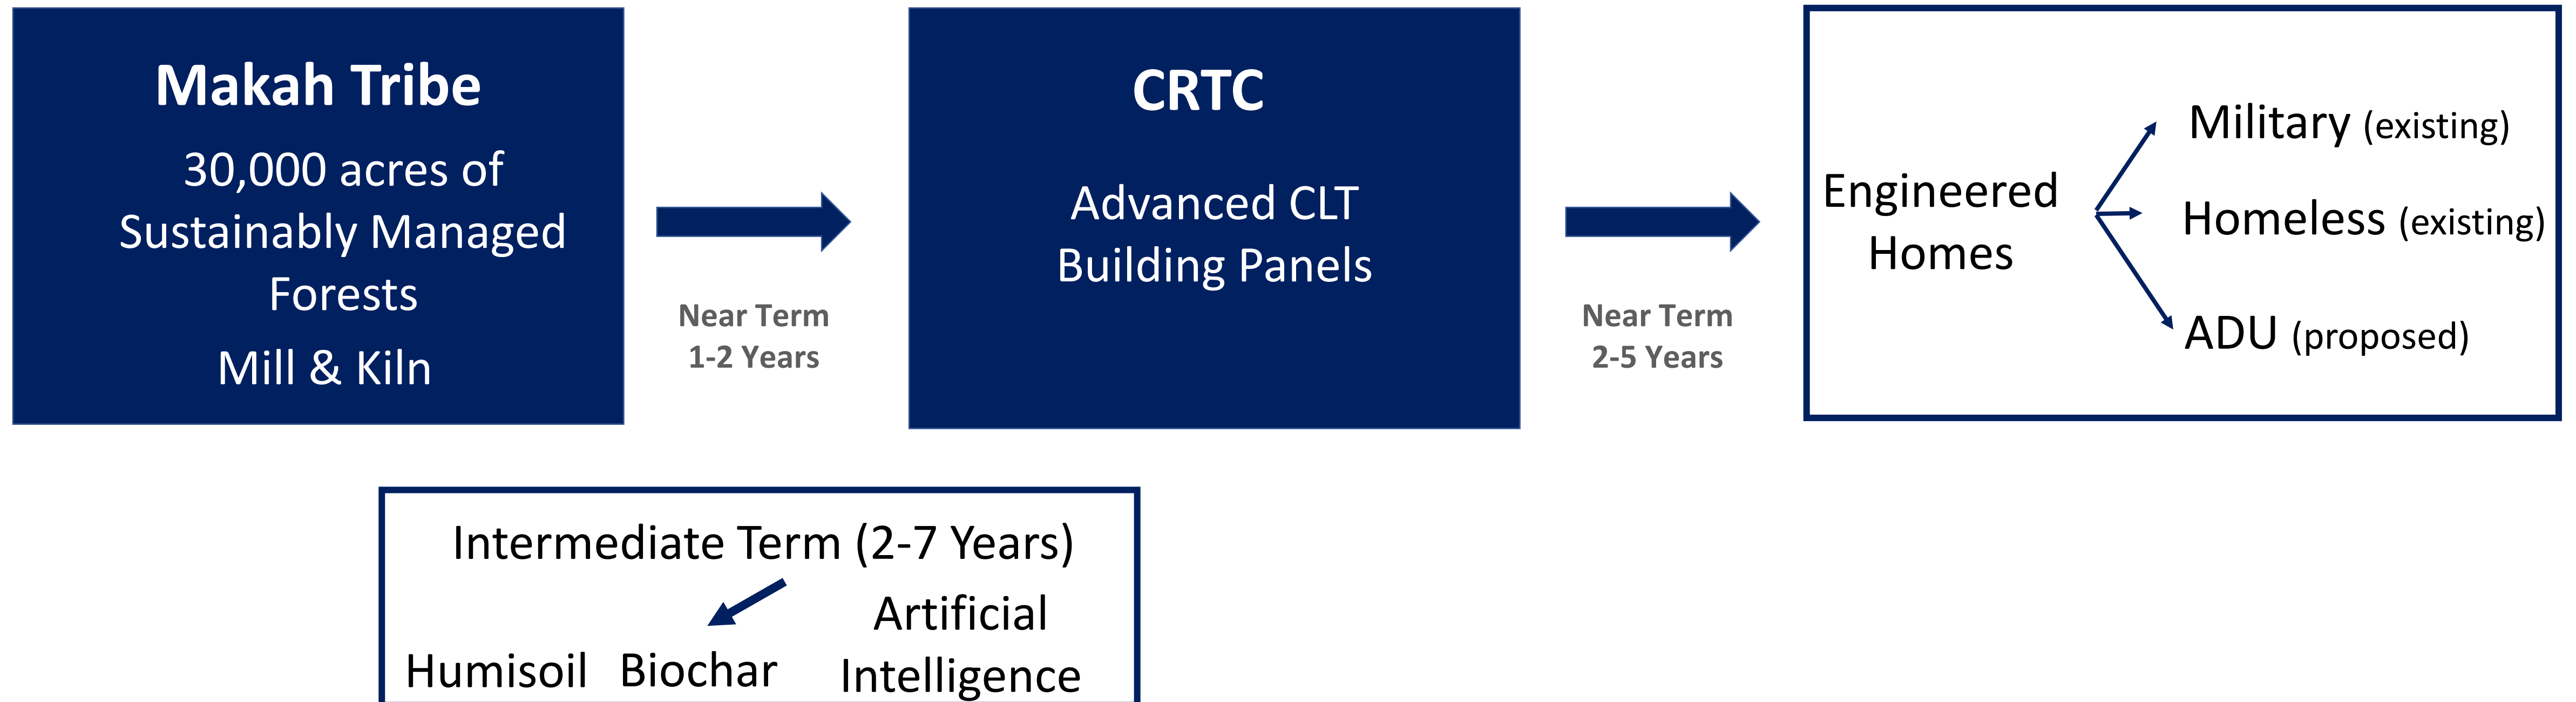 Makah Tribe
30,000 acres of
Sustainably Managed
Forests
Mill & Kiln
Near Term
1-2 Years
CRTC
Advanced CLT
Building Panels
Near Term
2-5 Years
Engineered
Homes
Military (existing)
Homeless (existing)
ADU (proposed)
Intermediate Term (2-7 Years)
Humisoil
Biochar
Artificial
Intelligence